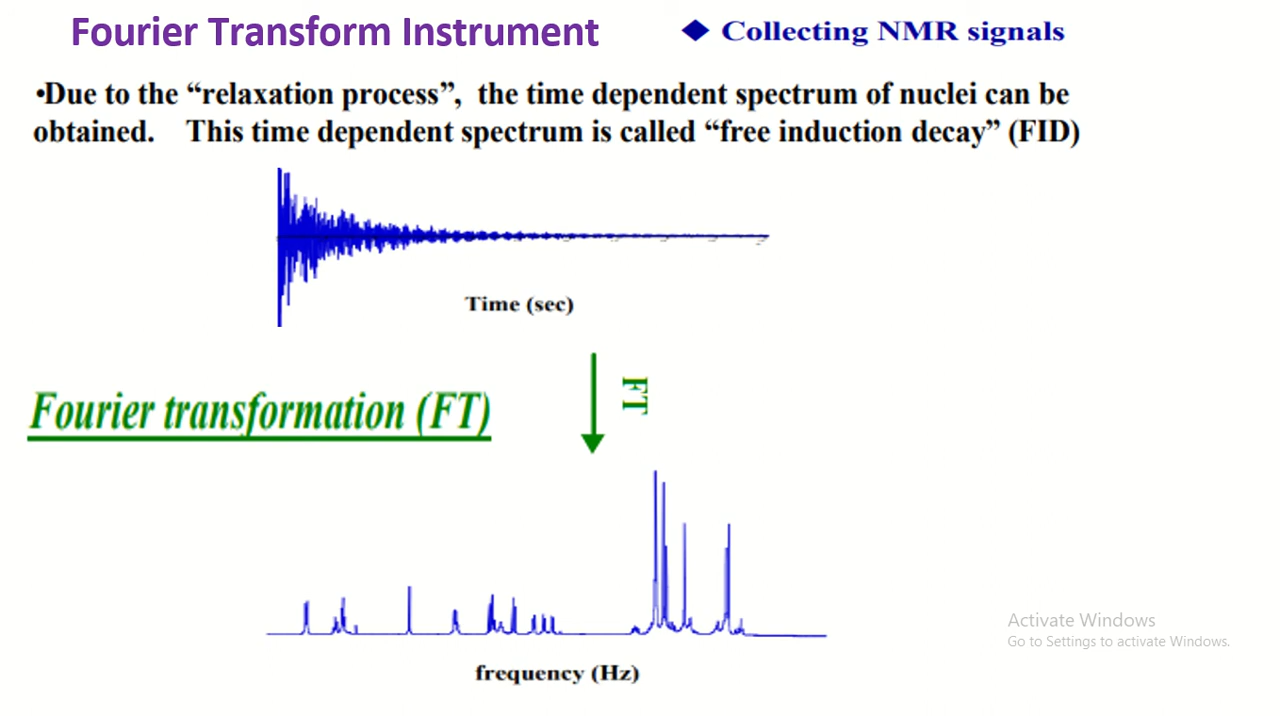 Fourier Transform Instrument
◆ Collecting NMR signals
•Due to the “relaxation process”, the time dependent spectrum of nuclei can be
obtained. This time dependent spectrum is called “free induction decay” (FID)
Time (sec)
Fourier transformation (FT)
FT
frequency (Hz)
Activate Windows
Go to Settings to activate Windows.